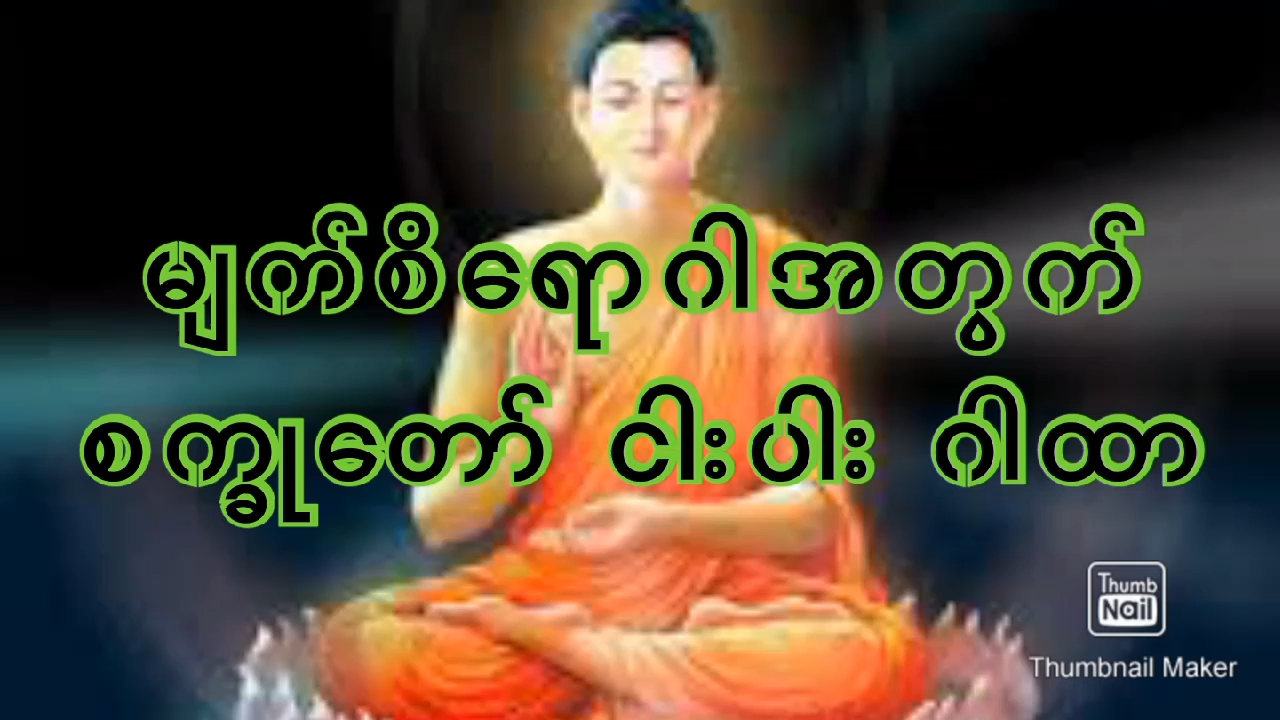 မျက်စိရောဂါအတွက်
စက္ခုတော် ငါးပါး ဂါထာ
Thumb
Nail
Thumbnail Maker